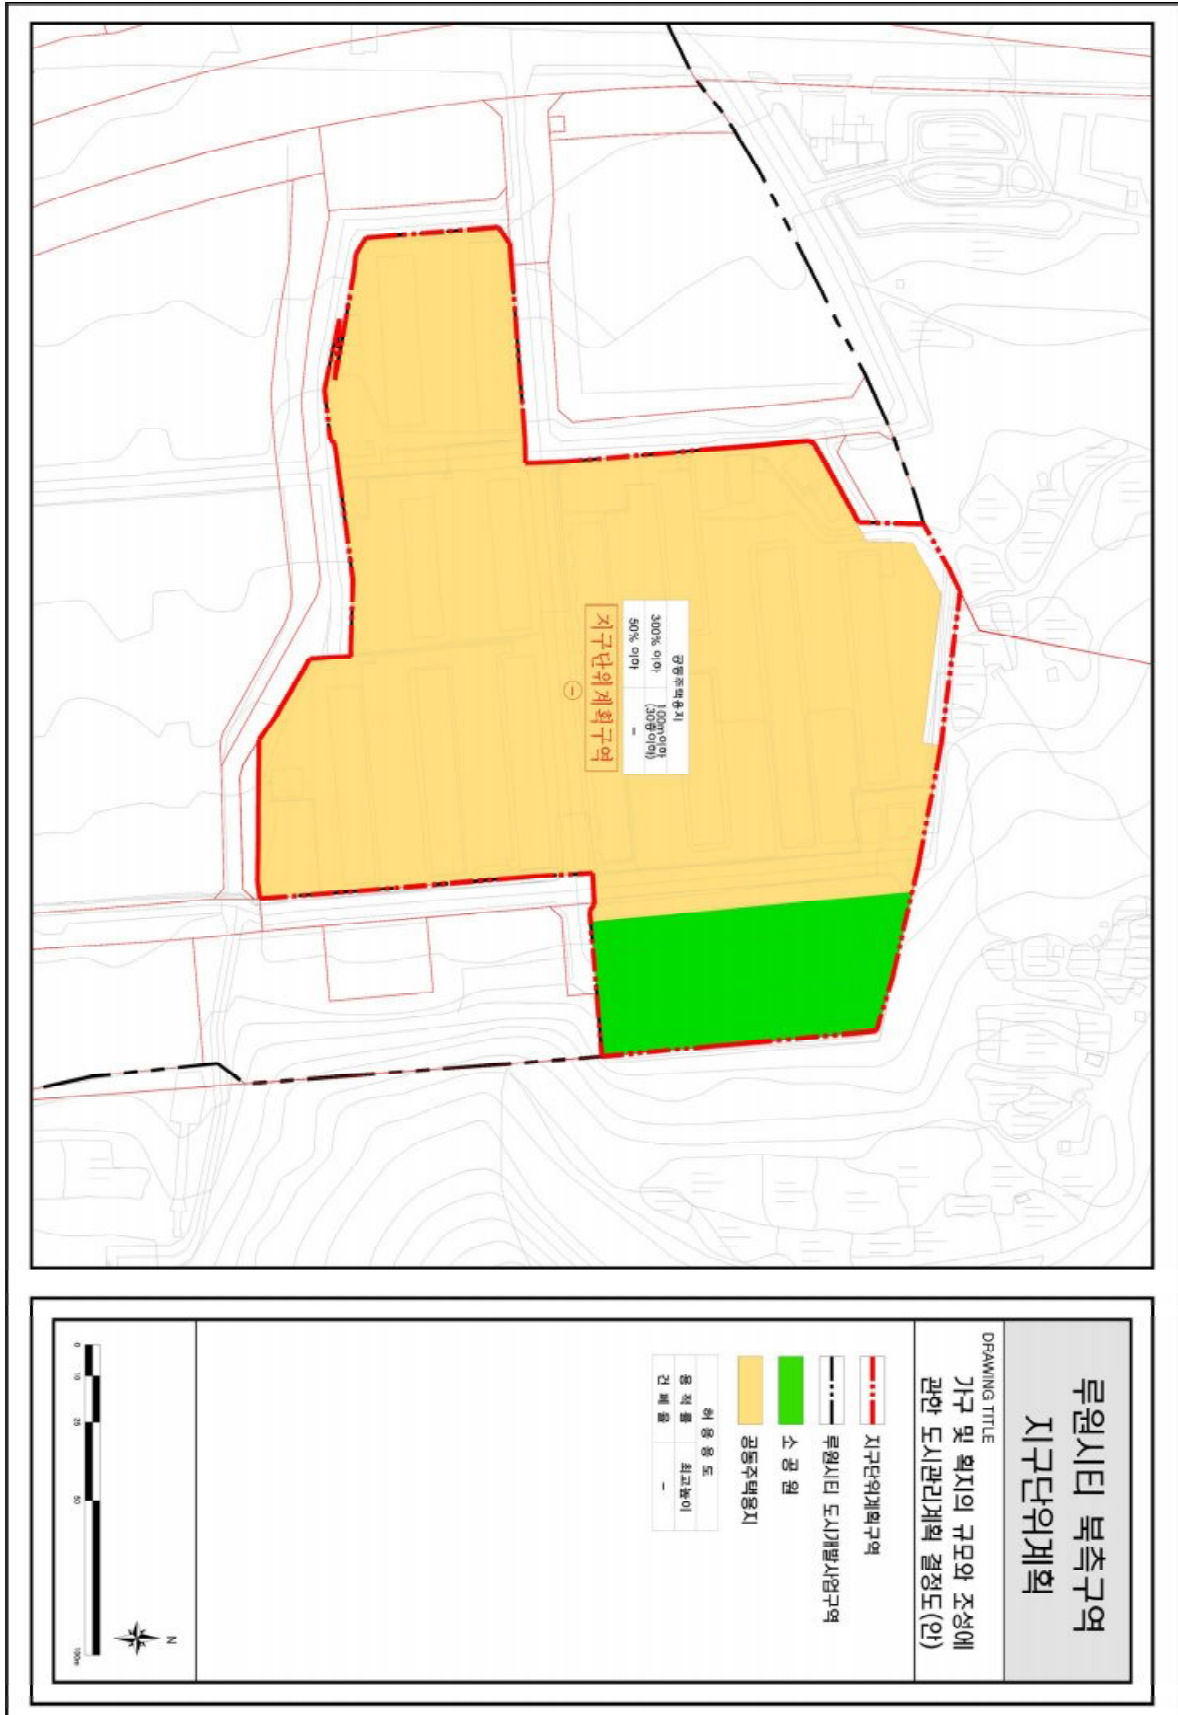 공동주택용지
300% 이하 100m이하
(30층이하)
50% 이하 -
지구단위계획구역
루원시티 북측구역
지구단위계획
DRAWING TITLE
가구 및 획지의 규모와 조성에
관한 도시관리계획 결정도(안)
지구단위계획구역
루원시티 도시개발사업구역
소 공 원
공동주택용지
허 용 용 도
용 적 률 최고높이
건 폐 율 -
N
0 10 25 50 100m